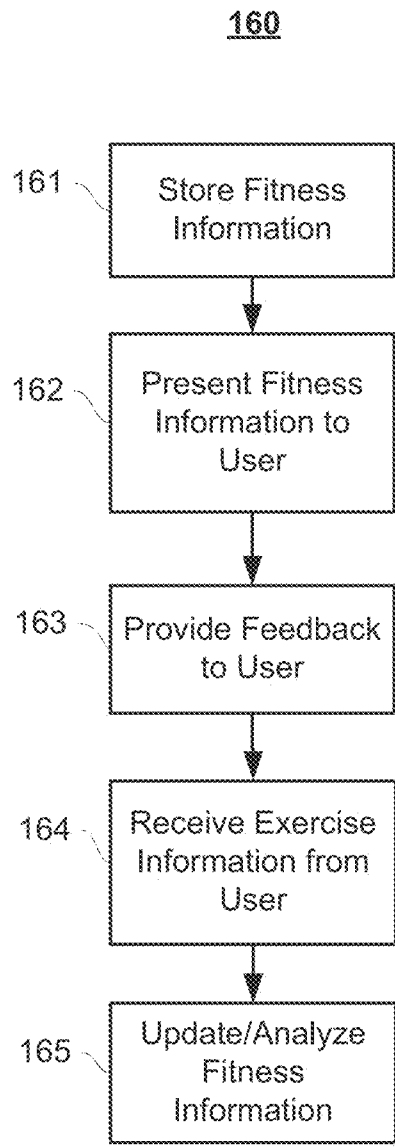 160
161
Store Fitness
Information
162
Present Fitness
Information to
User
163
Provide Feedback
to User
164
Receive Exercise
Information from
User
165
Update/Analyze
Fitness
Information